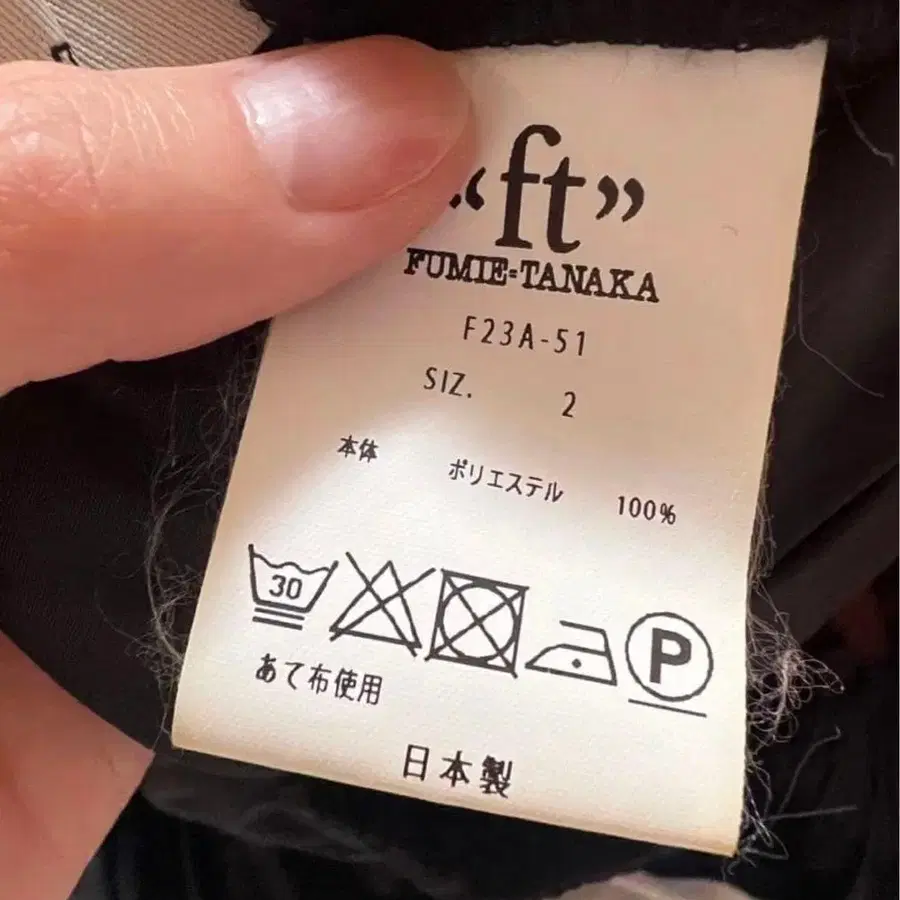 “ft”
FUMIE=TANAKA
F23A-51
SIZ. 2
本体 ポリエステル 100%
30 P
あて布使用
日本製